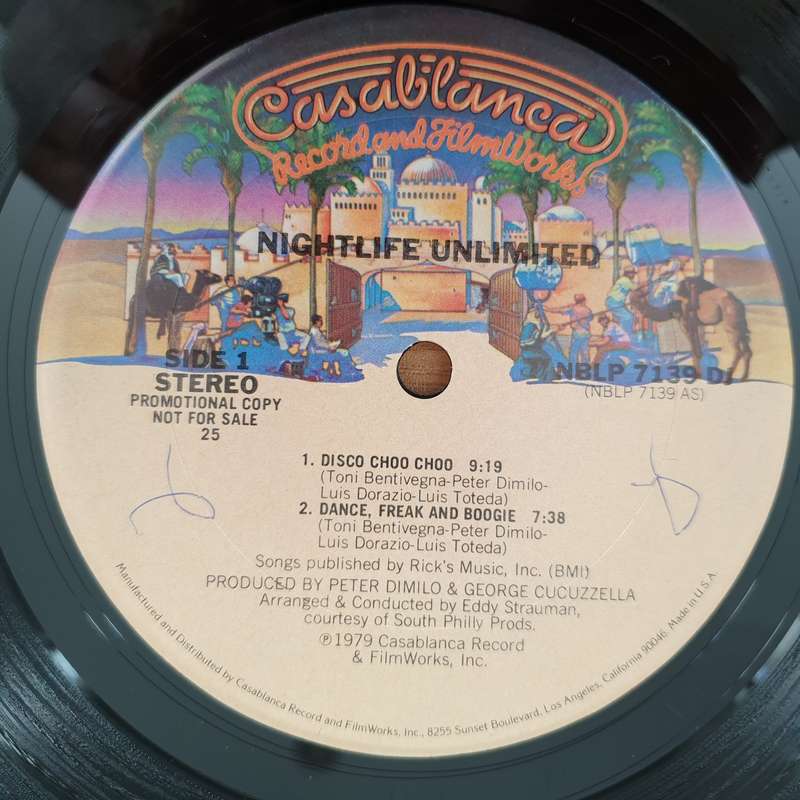 Casablanca
Record and FilmWorks
NIGHTLIFE UNLIMITED
SIDE 1
STEREO
PROMOTIONAL COPY
NOT FOR SALE
25
NBLP 7139 DJ
(NBLP 7139 AS)
1. DISCO CHOO CHOO 9:19
(Toni Bentivegna-Peter Dimilo-
Luis Dorazio-Luis Toteda)
2. DANCE, FREAK AND BOOGIE 7:38
(Toni Bentivegna-Peter Dimilo-
Luis Dorazio-Luis Toteda)
Songs published by Rick's Music, Inc. (BMI)
PRODUCED BY PETER DIMILO & GEORGE CUCUZZELLA
Arranged & Conducted by Eddy Strauman,
courtesy of South Philly Prods.
℗1979 Casablanca Record
& FilmWorks, Inc.
Manufactured and Distributed by Casablanca Record and FilmWorks, Inc., 8255 Sunset Boulevard, Los Angeles, California 90046. Made in U.S.A.